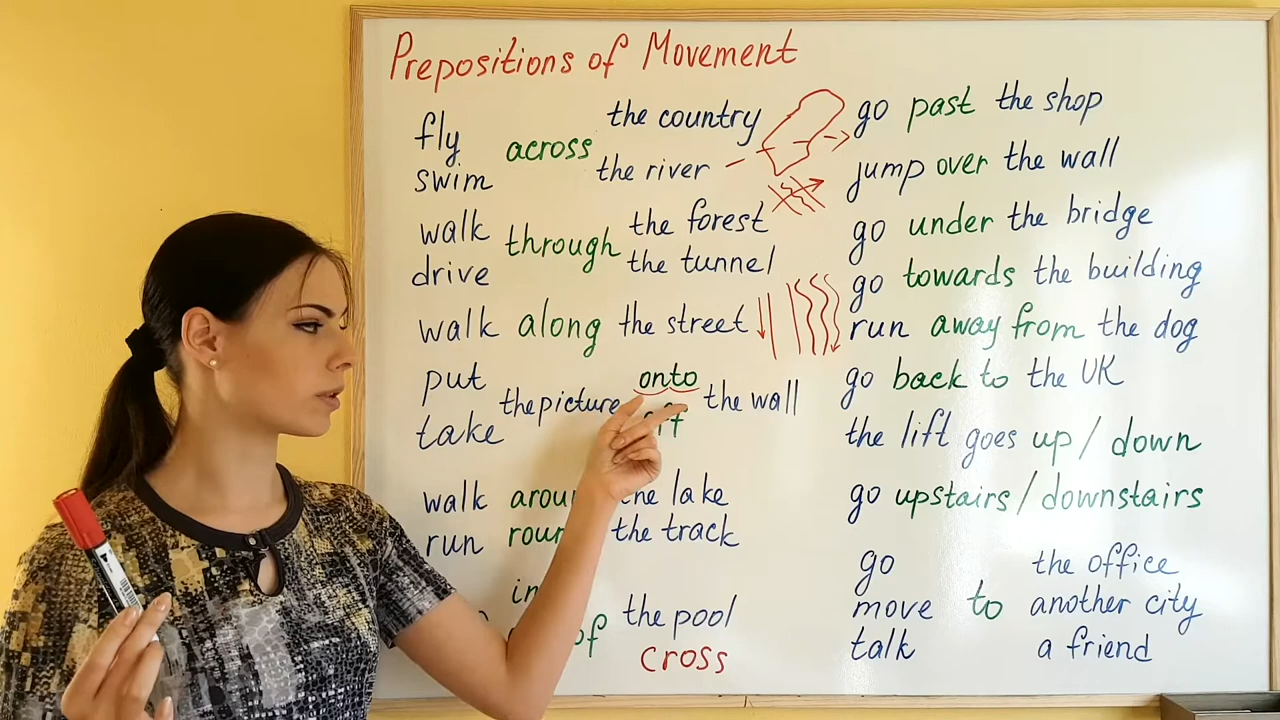 Prepositions of Movement
fly
swim
across
the country
the river
walk
drive
through
the forest
the tunnel
walk along the street
put
take
the picture
onto
off
the wall
walk
run
the lake
the track
of
the pool
cross
go past the shop
jump over the wall
go under the bridge
go towards the building
run away from the dog
go back to the UK
the lift goes up / down
go upstairs / downstairs
go
move
talk
to
the office
another city
a friend